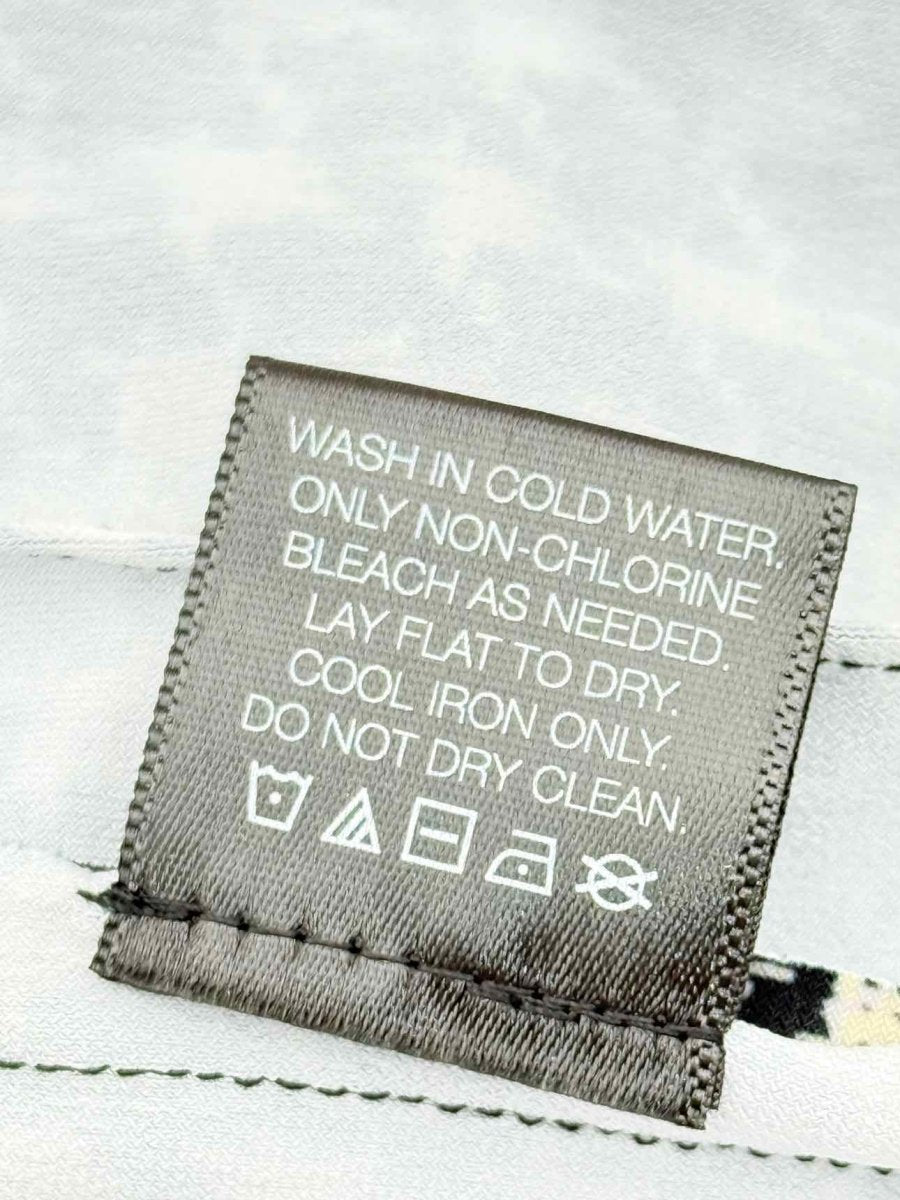 WASH IN COLD WATER.
ONLY NON-CHLORINE
BLEACH AS NEEDED.
LAY FLAT TO DRY.
COOL IRON ONLY.
DO NOT DRY CLEAN.